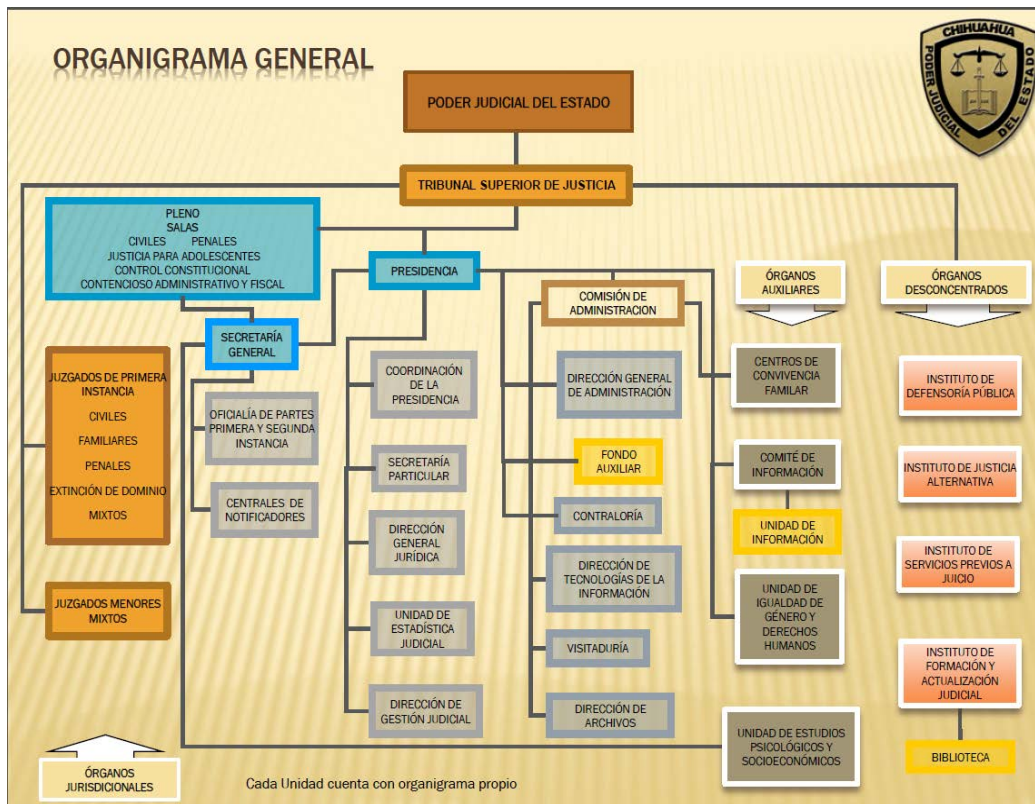 ORGANIGRAMA GENERAL
CHIHUAHUA
PODER JUDICIAL DEL ESTADO
PODER JUDICIAL DEL ESTADO
TRIBUNAL SUPERIOR DE JUSTICIA
PLENO
SALAS
CIVILES PENALES
JUSTICIA PARA ADOLESCENTES
CONTROL CONSTITUCIONAL
CONTENCIOSO ADMINISTRATIVO Y FISCAL
PRESIDENCIA
COMISIÓN DE
ADMINISTRACION
ÓRGANOS
AUXILIARES
ÓRGANOS
DESCONCENTRADOS
SECRETARÍA
GENERAL
JUZGADOS DE PRIMERA
INSTANCIA
CIVILES
FAMILIARES
PENALES
EXTINCIÓN DE DOMINIO
MIXTOS
JUZGADOS MENORES
MIXTOS
ÓRGANOS
JURISDICIONALES
OFICIALÍA DE PARTES
PRIMERA Y SEGUNDA
INSTANCIA
CENTRALES DE
NOTIFICADORES
COORDINACIÓN
DE LA
PRESIDENCIA
SECRETARÍA
PARTICULAR
DIRECCIÓN
GENERAL
JURÍDICA
UNIDAD DE
ESTADÍSTICA
JUDICIAL
DIRECCIÓN DE
GESTIÓN JUDICIAL
DIRECCIÓN GENERAL
DE ADMINISTRACIÓN
FONDO
AUXILIAR
CONTRALORÍA
DIRECCIÓN DE
TECNOLOGÍAS DE LA
INFORMACIÓN
VISITADURÍA
DIRECCIÓN DE
ARCHIVOS
CENTROS DE
CONVIVENCIA
FAMILAR
COMITÉ DE
INFORMACIÓN
UNIDAD DE
INFORMACIÓN
UNIDAD DE
IGUALDAD DE
GÉNERO Y
DERECHOS
HUMANOS
UNIDAD DE ESTUDIOS
PSICOLÓGICOS Y
SOCIOECONÓMICOS
INSTITUTO DE
DEFENSORÍA PÚBLICA
INSTITUTO DE JUSTICIA
ALTERNATIVA
INSTITUTO DE
SERVICIOS PREVIOS A
JUICIO
INSTITUTO DE
FORMACIÓN Y
ACTUALIZACIÓN
JUDICIAL
BIBLIOTECA
Cada Unidad cuenta con organigrama propio